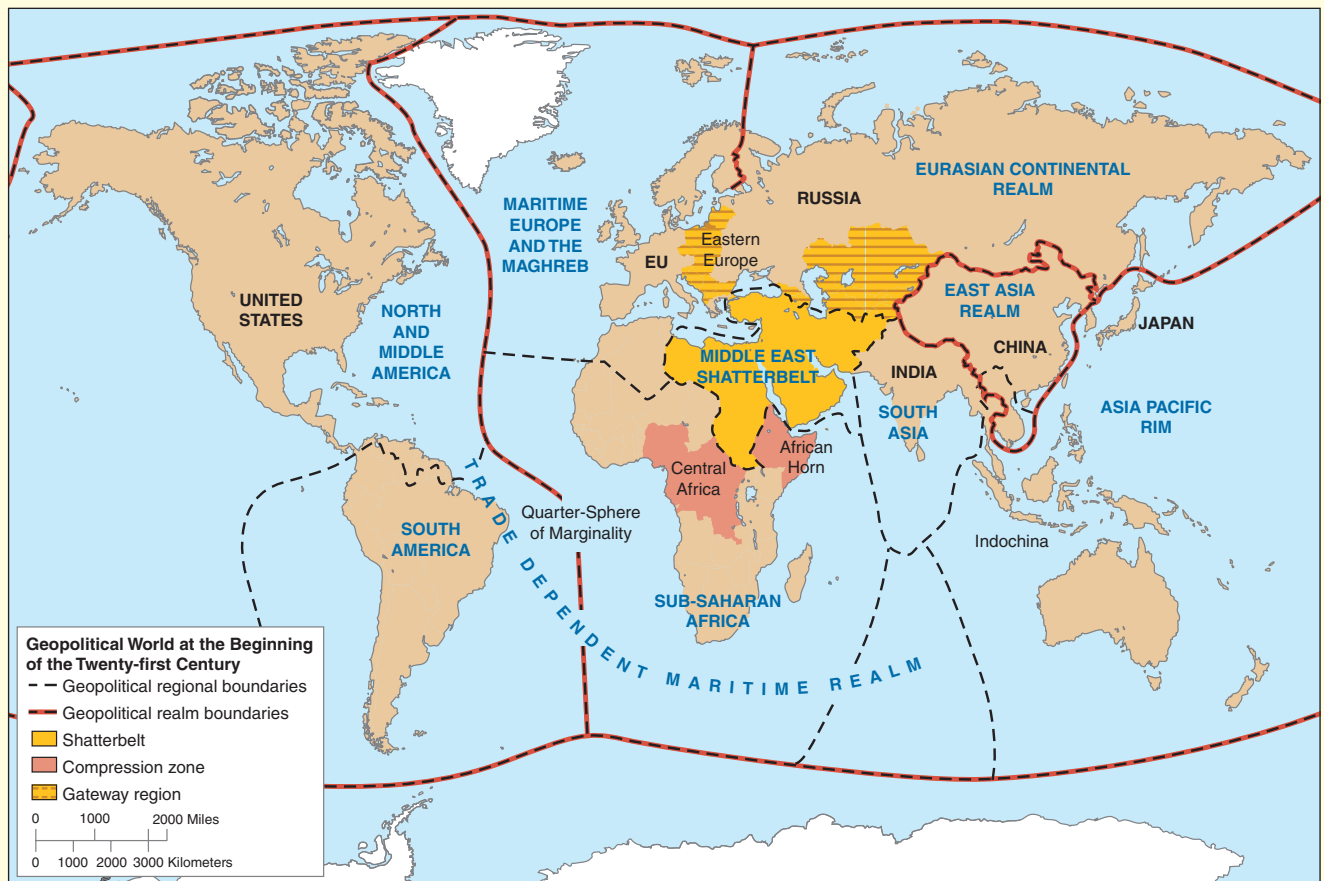 EURASIAN CONTINENTAL
REALM
RUSSIA
MARITIME
EUROPE
AND THE
MAGHREB
Eastern
Europe
EU
UNITED
STATES
NORTH
AND
MIDDLE
AMERICA
EAST ASIA
REALM
JAPAN
CHINA
MIDDLE EAST
SHATTERBELT
INDIA
SOUTH
ASIA
ASIA PACIFIC
RIM
African
Horn
Central
Africa
TRADE DEPENDENT MARITIME REALM
Quarter-Sphere
of Marginality
SOUTH
AMERICA
Indochina
SUB-SAHARAN
AFRICA
Geopolitical World at the Beginning
of the Twenty-first Century
Geopolitical regional boundaries
Geopolitical realm boundaries
Shatterbelt
Compression zone
Gateway region
0 1000 2000 Miles
0 1000 2000 3000 Kilometers